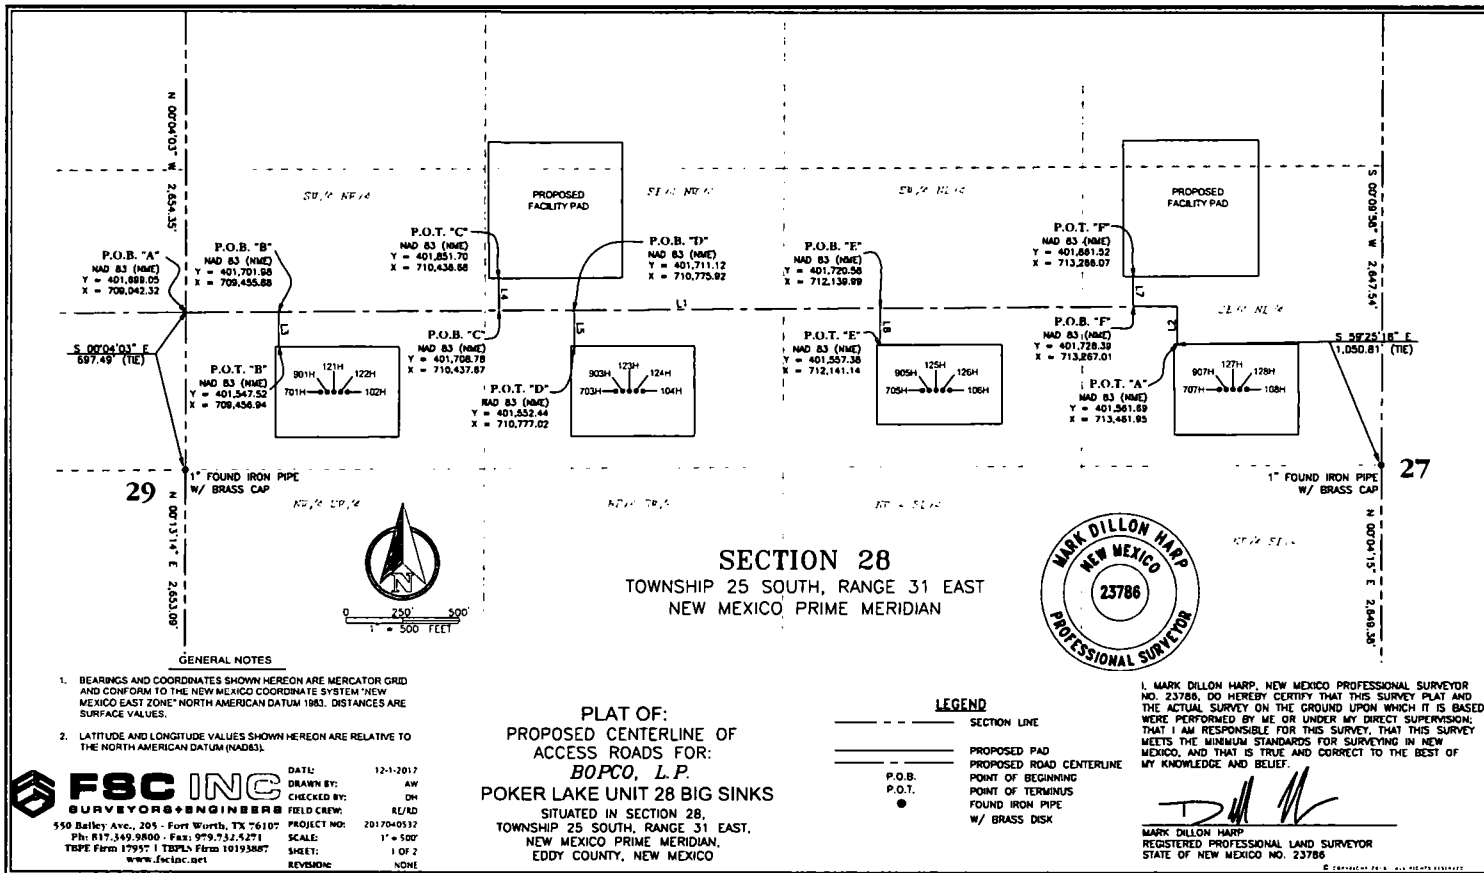 N 00°04'03" W 2,654.35'
S 00°09'58" W 2,647.54'
PROPOSED
FACILITY PAD
PROPOSED
FACILITY PAD
P.O.B. "A"
NAD 83 (NME)
Y = 401,699.05
X = 709,042.32
P.O.B. "B"
NAD 83 (NME)
Y = 401,701.98
X = 709,455.88
P.O.T. "C"
NAD 83 (NME)
Y = 401,851.70
X = 710,438.68
P.O.B. "D"
NAD 83 (NME)
Y = 401,711.12
X = 710,775.92
P.O.B. "E"
NAD 83 (NME)
Y = 401,720.56
X = 712,139.99
P.O.T. "F"
NAD 83 (NME)
Y = 401,881.52
X = 713,266.07
L1
L2
L3
L4
L5
L6
L7
S 00°04'03" E
697.49' (TIE)
P.O.T. "B"
NAD 83 (NME)
Y = 401,547.52
X = 709,456.94
P.O.B. "C"
NAD 83 (NME)
Y = 401,708.78
X = 710,437.67
P.O.T. "D"
NAD 83 (NME)
Y = 401,552.44
X = 710,777.02
P.O.T. "E"
NAD 83 (NME)
Y = 401,557.38
X = 712,141.14
P.O.B. "F"
NAD 83 (NME)
Y = 401,728.39
X = 713,267.01
P.O.T. "A"
NAD 83 (NME)
Y = 401,561.69
X = 713,461.95
S 59°25'18" E
1,050.81' (TIE)
121H
901H 122H
701H 102H
123H
903H 124H
703H 104H
125H
905H 126H
705H 106H
127H
907H 128H
707H 108H
29
1" FOUND IRON PIPE
W/ BRASS CAP
27
1" FOUND IRON PIPE
W/ BRASS CAP
N 00°13'14" E 2,653.09'
N 00°04'15" E 2,649.38'
N
0 250' 500'
1" = 500 FEET
SECTION 28
TOWNSHIP 25 SOUTH, RANGE 31 EAST
NEW MEXICO PRIME MERIDIAN
MARK DILLON HARP
NEW MEXICO
23786
PROFESSIONAL SURVEYOR
GENERAL NOTES
1. BEARINGS AND COORDINATES SHOWN HEREON ARE MERCATOR GRID
AND CONFORM TO THE NEW MEXICO COORDINATE SYSTEM "NEW
MEXICO EAST ZONE" NORTH AMERICAN DATUM 1983. DISTANCES ARE
SURFACE VALUES.
2. LATITUDE AND LONGITUDE VALUES SHOWN HEREON ARE RELATIVE TO
THE NORTH AMERICAN DATUM (NAD83).
FSC INC
SURVEYORS+ENGINEERS
550 Bailey Ave., 205 - Fort Worth, TX 76107
Ph: 817.349.9800 - Fax: 979.732.5271
TBPE Firm 17957 | TBPLS Firm 10193887
www.fscinc.net
DATE: 12-1-2017
DRAWN BY: AW
CHECKED BY: DH
FIELD CREW: RE/RD
PROJECT NO: 2017040532
SCALE: 1" = 500'
SHEET: 1 OF 2
REVISION: NONE
PLAT OF:
PROPOSED CENTERLINE OF
ACCESS ROADS FOR:
BOPCO, L.P.
POKER LAKE UNIT 28 BIG SINKS
SITUATED IN SECTION 28,
TOWNSHIP 25 SOUTH, RANGE 31 EAST,
NEW MEXICO PRIME MERIDIAN,
EDDY COUNTY, NEW MEXICO
LEGEND
SECTION LINE
PROPOSED PAD
PROPOSED ROAD CENTERLINE
P.O.B. POINT OF BEGINNING
P.O.T. POINT OF TERMINUS
FOUND IRON PIPE
W/ BRASS DISK
I, MARK DILLON HARP, NEW MEXICO PROFESSIONAL SURVEYOR
NO. 23786, DO HEREBY CERTIFY THAT THIS SURVEY PLAT AND
THE ACTUAL SURVEY ON THE GROUND UPON WHICH IT IS BASED
WERE PERFORMED BY ME OR UNDER MY DIRECT SUPERVISION;
THAT I AM RESPONSIBLE FOR THIS SURVEY, THAT THIS SURVEY
MEETS THE MINIMUM STANDARDS FOR SURVEYING IN NEW
MEXICO, AND THAT IS TRUE AND CORRECT TO THE BEST OF
MY KNOWLEDGE AND BELIEF.
MARK DILLON HARP
REGISTERED PROFESSIONAL LAND SURVEYOR
STATE OF NEW MEXICO NO. 23786